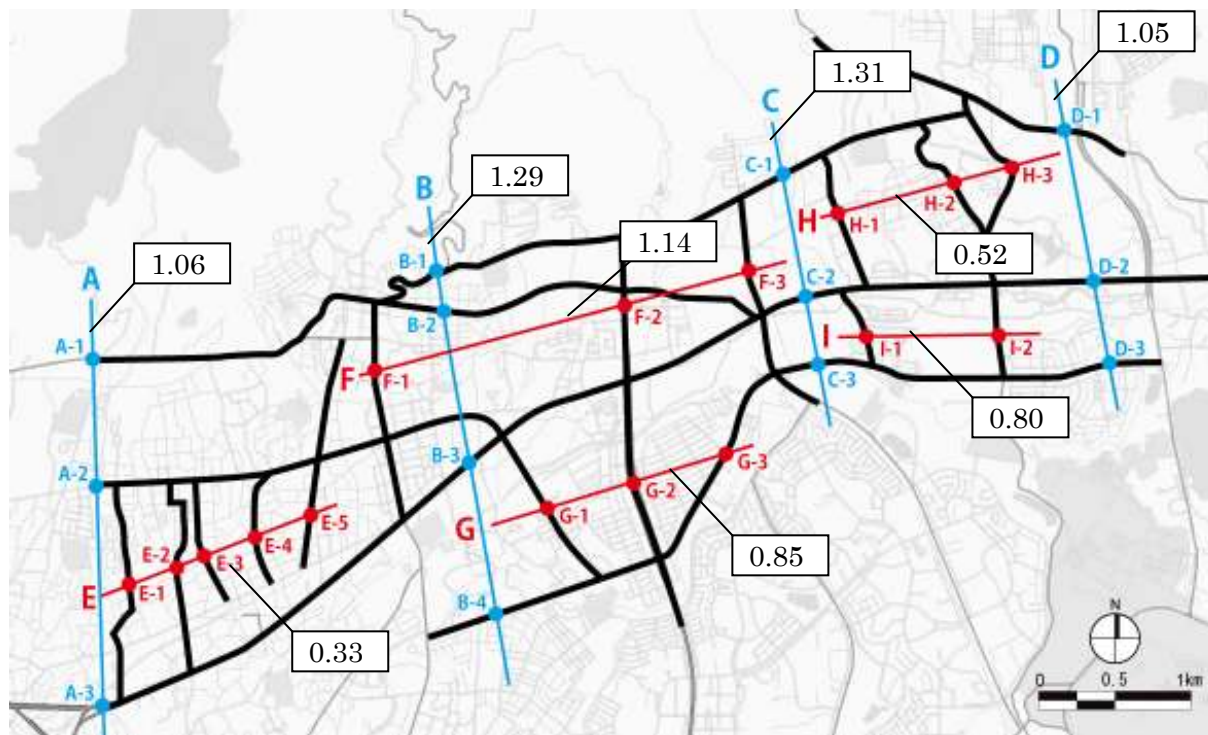 1.05
D
1.31
C
D-1
C-1
H-3
1.29
B
H-2
H
H-1
1.14
0.52
A
1.06
B-1
F-3
D-2
C-2
B-2
F-2
I
I-1
I-2
A-1
D-3
F
F-1
C-3
0.80
B-3
G-3
A-2
G-2
G
G-1
E-5
0.85
E-4
E-2
E-3
E
E-1
B-4
N
0.33
0 0.5 1km
A-3